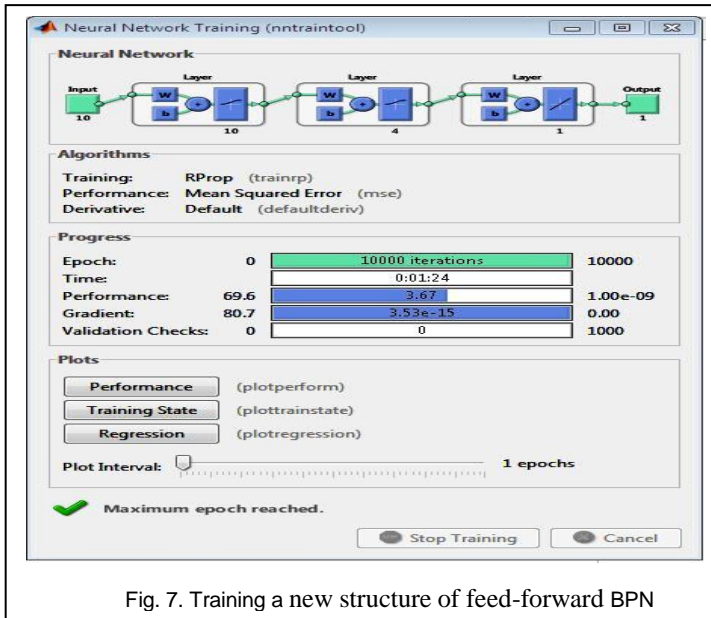 Neural Network Training (nntraintool)
Neural Network
Layer Layer Layer
Input Output
W W W
b b b
10 10 4 1 1
Algorithms
Training: RProp (trainrp)
Performance: Mean Squared Error (mse)
Derivative: Default (defaultderiv)
Progress
Epoch: 0 10000 iterations 10000
Time: 0:01:24
Performance: 69.6 3.67 1.00e-09
Gradient: 80.7 3.53e-15 0.00
Validation Checks: 0 0 1000
Plots
Performance (plotperform)
Training State (plottrainstate)
Regression (plotregression)
Plot Interval: 1 epochs
Maximum epoch reached.
Stop Training Cancel
Fig. 7. Training a new structure of feed-forward BPN